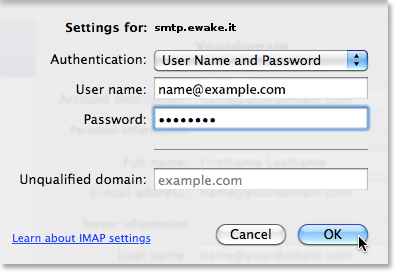 Settings for: smtp.ewake.it
Authentication: User Name and Password
User name: name@example.com
Password: ••••••••
Unqualified domain: example.com
Learn about IMAP settings
Cancel
OK